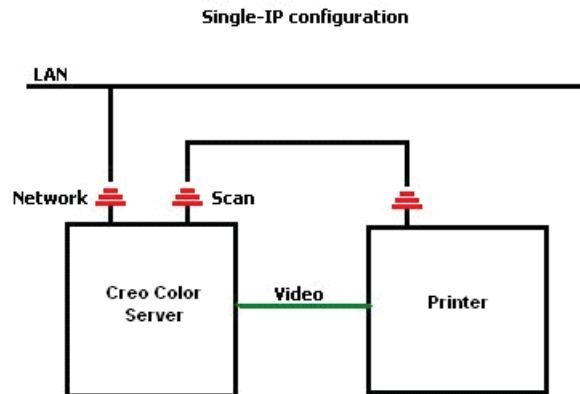 Single-IP configuration
LAN
Network
Scan
Creo Color
Server
Video
Printer